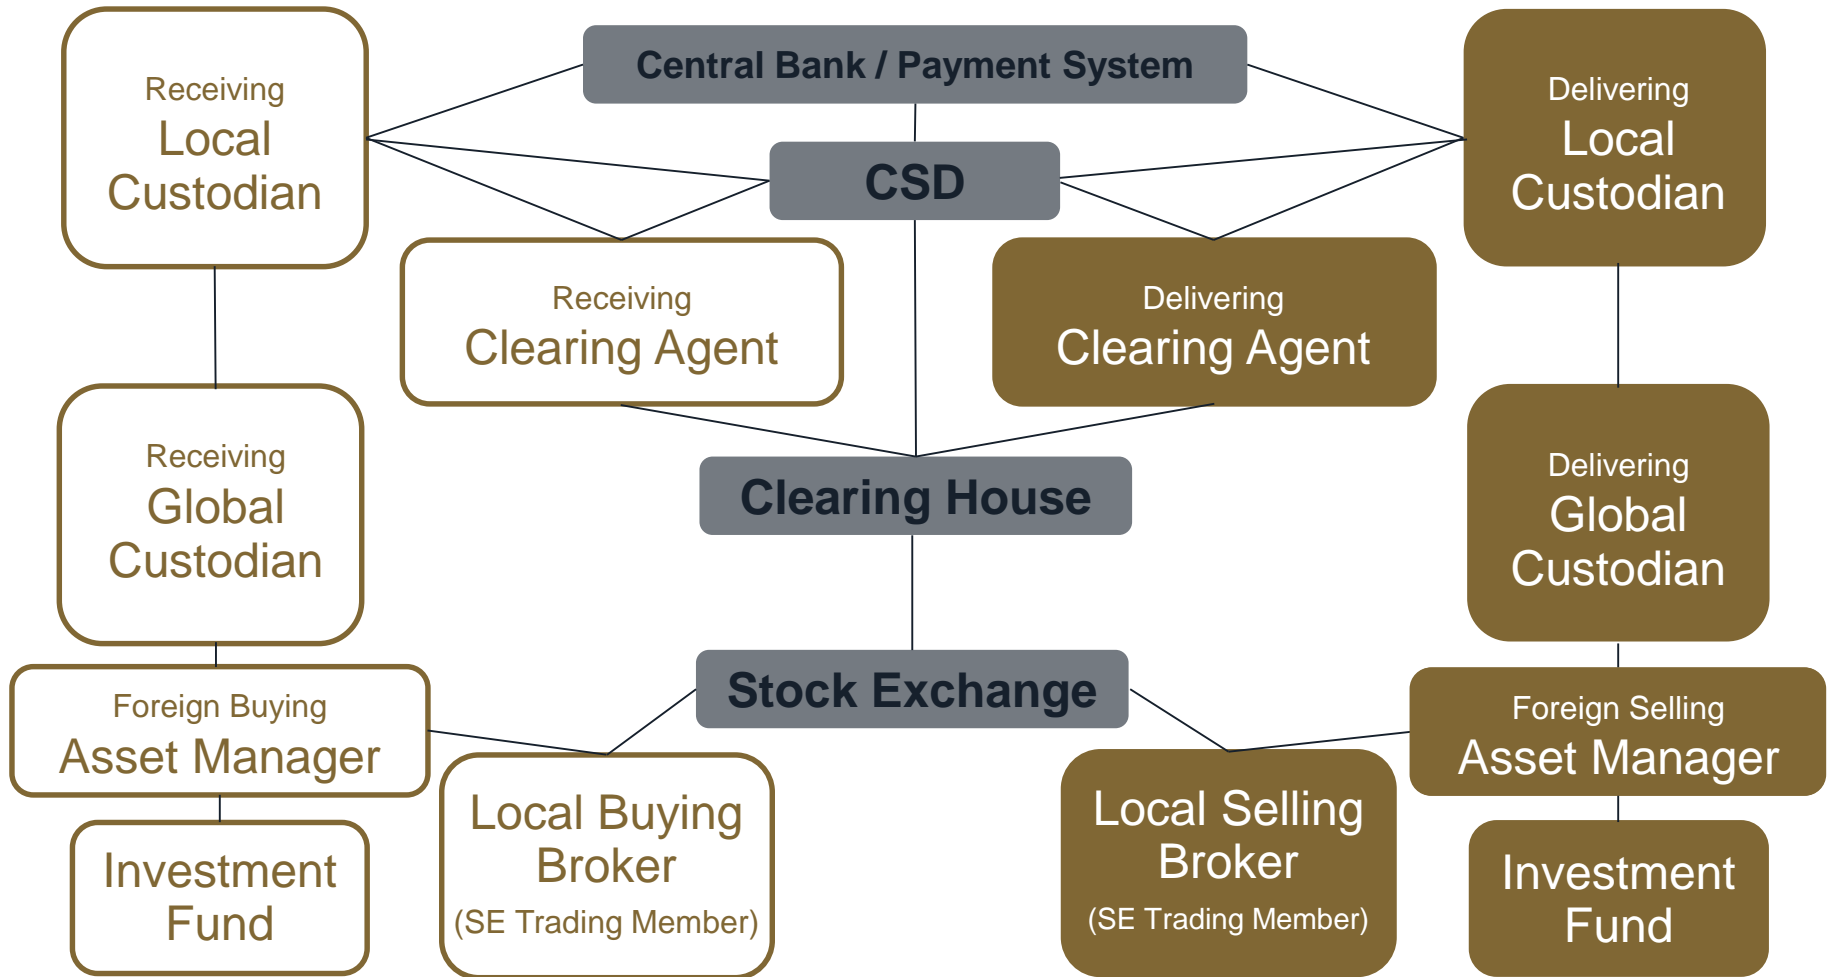 Central Bank / Payment System
Receiving
Local
Custodian
Delivering
Local
Custodian
CSD
Receiving
Clearing Agent
Delivering
Clearing Agent
Receiving
Global
Custodian
Clearing House
Delivering
Global
Custodian
Foreign Buying
Asset Manager
Stock Exchange
Foreign Selling
Asset Manager
Local Buying
Broker
(SE Trading Member)
Local Selling
Broker
(SE Trading Member)
Investment
Fund
Investment
Fund